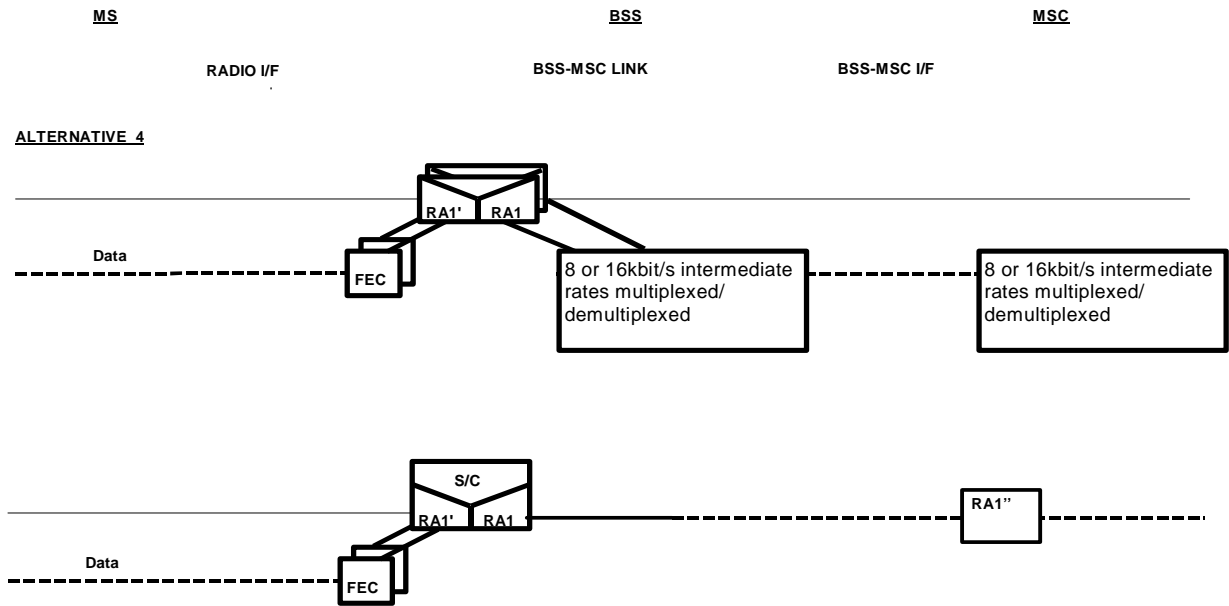 MS BSS MSC
RADIO I/F BSS-MSC LINK BSS-MSC I/F
ALTERNATIVE 4
RA1' RA1
Data
FEC
8 or 16kbit/s intermediate
rates multiplexed/
demultiplexed
8 or 16kbit/s intermediate
rates multiplexed/
demultiplexed
S/C
RA1' RA1
RA1’’
Data
FEC